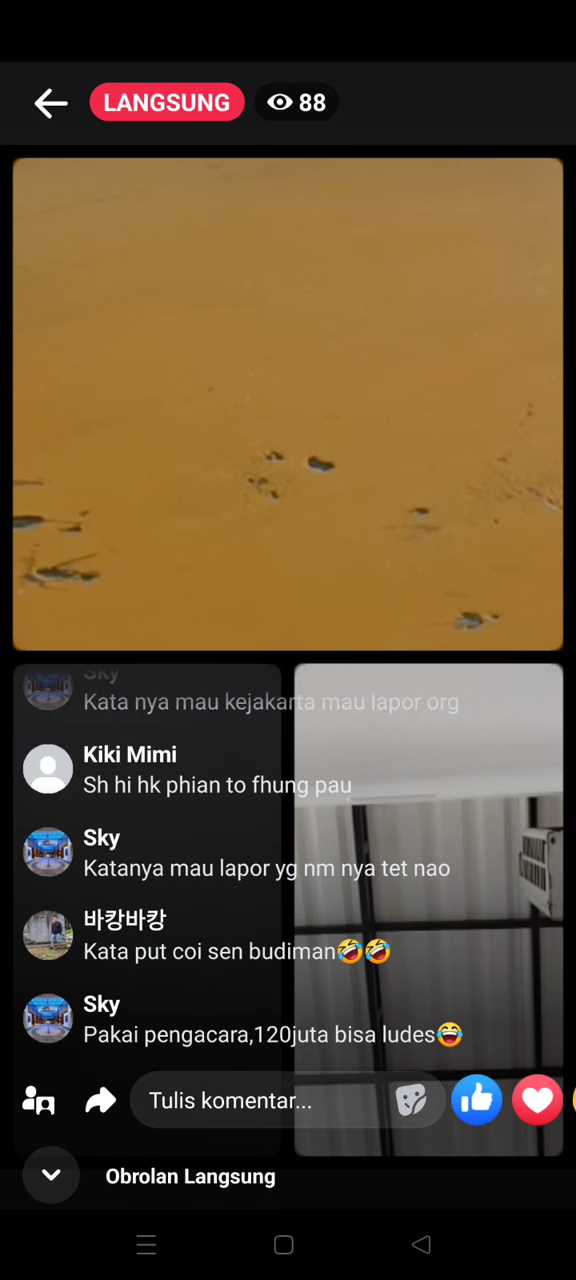 LANGSUNG
88
Sky
Kata nya mau kejakarta mau lapor org
Kiki Mimi
Sh hi hk phian to fhung pau
Sky
Katanya mau lapor yg nm nya tet nao
바캉바캉
Kata put coi sen budiman🤣🤣
Sky
Pakai pengacara,120juta bisa ludes😂
Tulis komentar...
Obrolan Langsung